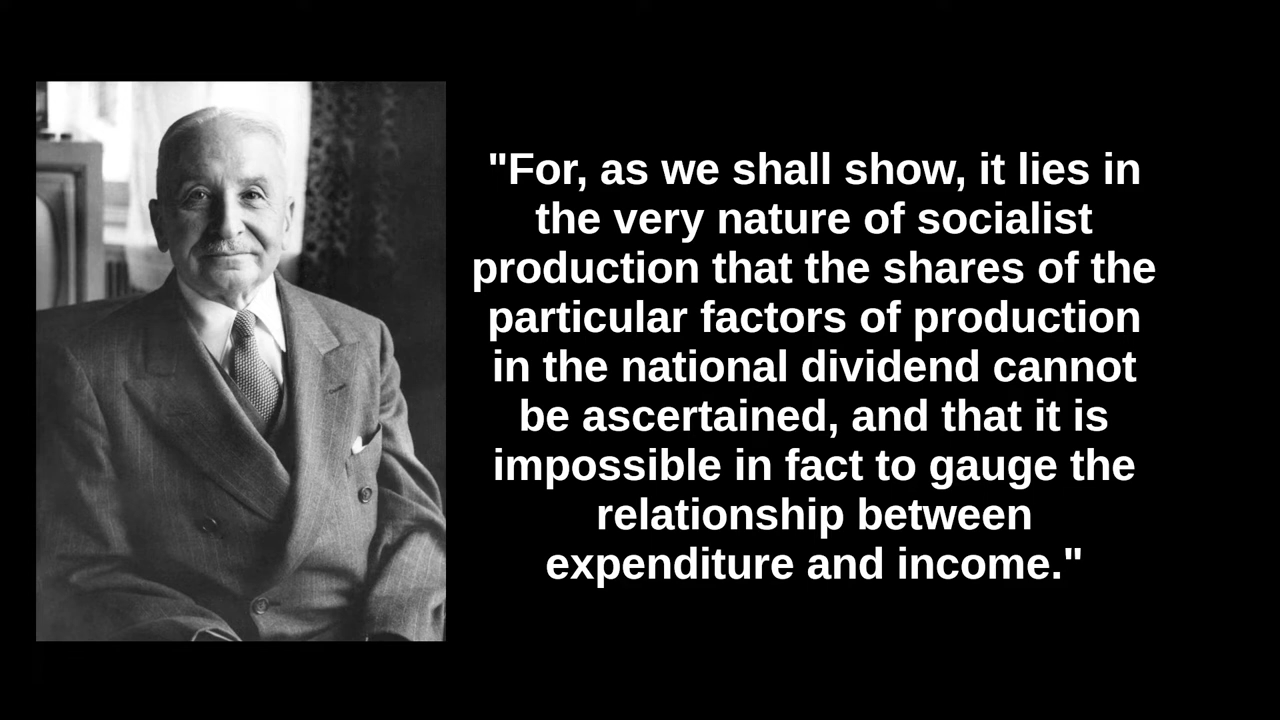 "For, as we shall show, it lies in
the very nature of socialist
production that the shares of the
particular factors of production
in the national dividend cannot
be ascertained, and that it is
impossible in fact to gauge the
relationship between
expenditure and income."